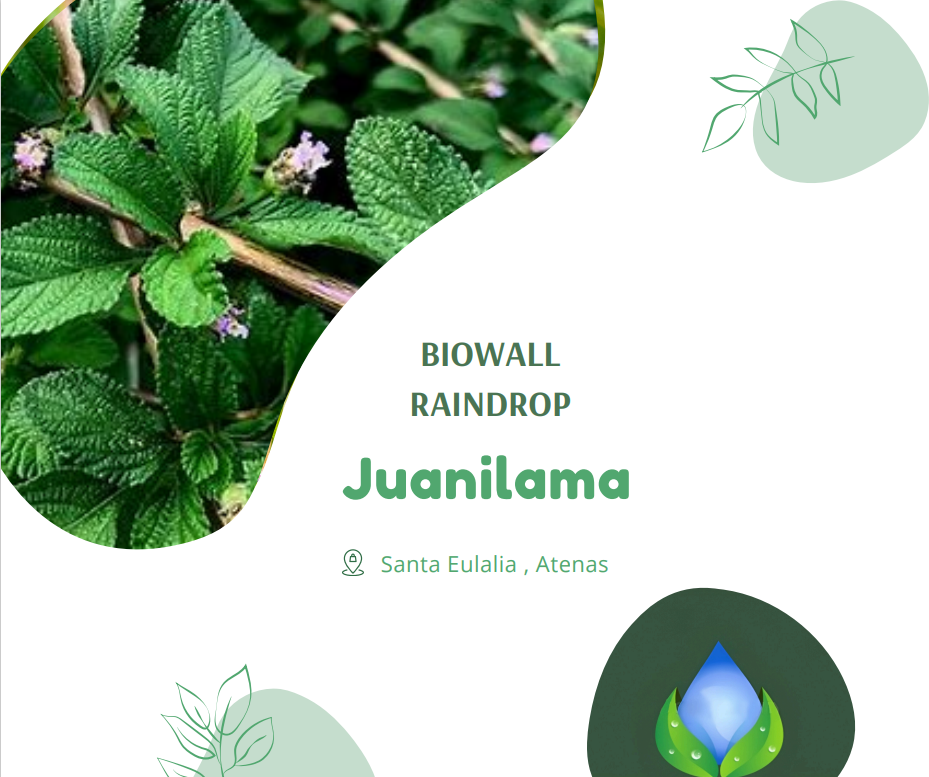 BIOWALL
RAINDROP
Juanilama
Santa Eulalia , Atenas